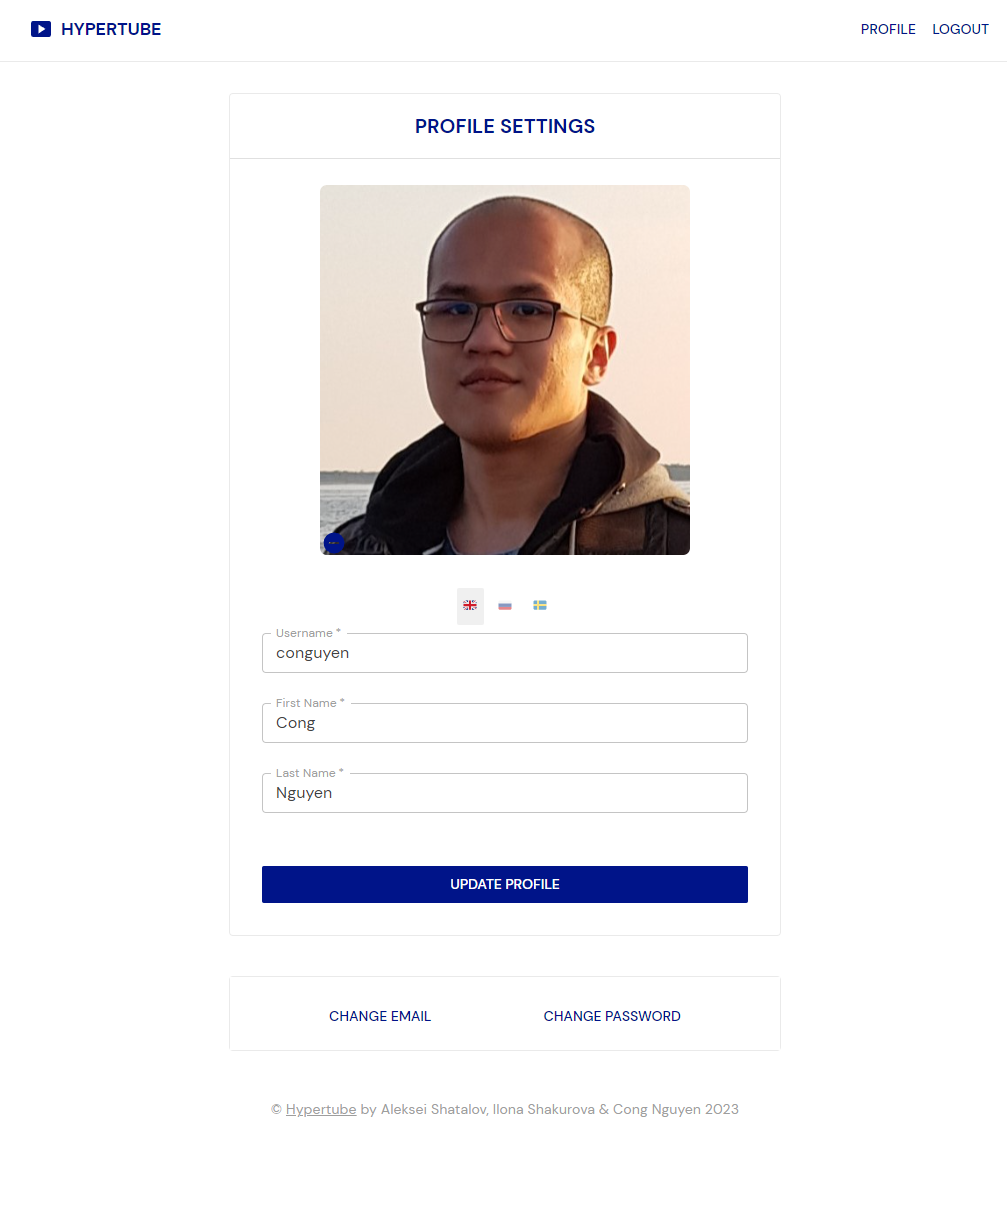 HYPERTUBE
PROFILE LOGOUT
PROFILE SETTINGS
Username *
conguyen
First Name *
Cong
Last Name *
Nguyen
UPDATE PROFILE
CHANGE EMAIL CHANGE PASSWORD
© Hypertube by Aleksei Shatalov, Ilona Shakurova & Cong Nguyen 2023